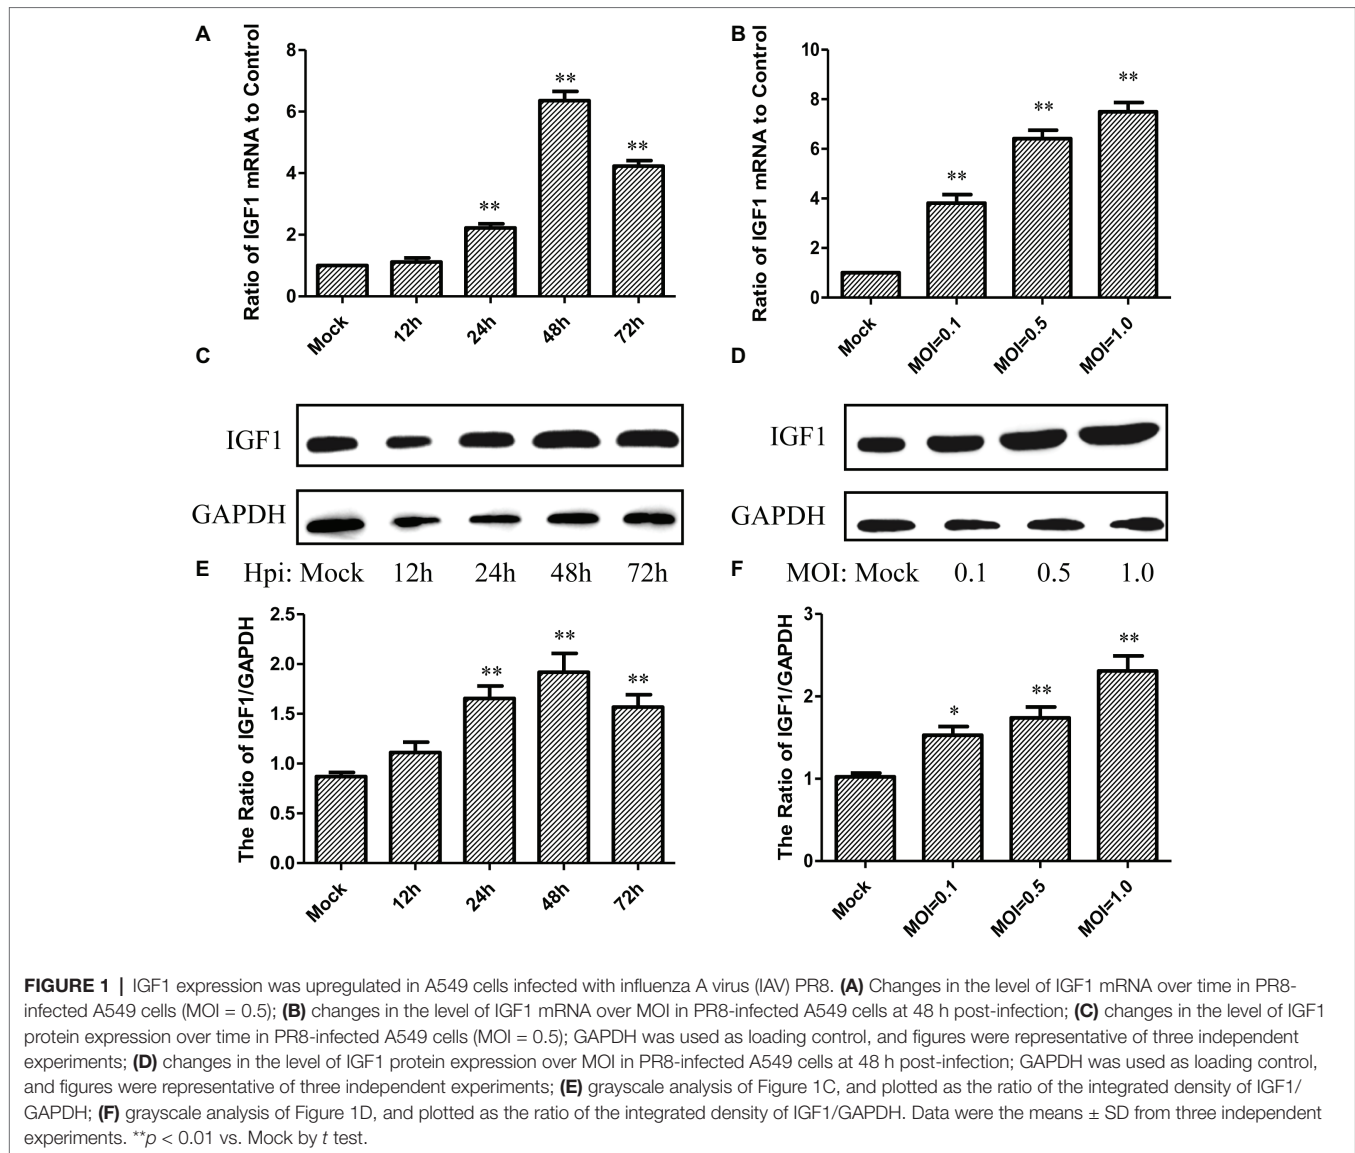 A
Ratio of IGF1 mRNA to Control
8
6
4
2
0
**
**
**
Mock
12h
24h
48h
72h
B
Ratio of IGF1 mRNA to Control
10
8
6
4
2
0
**
**
**
Mock
MOI=0.1
MOI=0.5
MOI=1.0
C
IGF1
GAPDH
Hpi: Mock 12h 24h 48h 72h
D
IGF1
GAPDH
MOI: Mock 0.1 0.5 1.0
E
The Ratio of IGF1/GAPDH
2.5
2.0
1.5
1.0
0.5
0.0
**
**
**
Mock
12h
24h
48h
72h
F
The Ratio of IGF1/GAPDH
3
2
1
0
*
**
**
Mock
MOI=0.1
MOI=0.5
MOI=1.0
FIGURE 1 | IGF1 expression was upregulated in A549 cells infected with influenza A virus (IAV) PR8. (A) Changes in the level of IGF1 mRNA over time in PR8-
infected A549 cells (MOI = 0.5); (B) changes in the level of IGF1 mRNA over MOI in PR8-infected A549 cells at 48 h post-infection; (C) changes in the level of IGF1
protein expression over time in PR8-infected A549 cells (MOI = 0.5); GAPDH was used as loading control, and figures were representative of three independent
experiments; (D) changes in the level of IGF1 protein expression over MOI in PR8-infected A549 cells at 48 h post-infection; GAPDH was used as loading control,
and figures were representative of three independent experiments; (E) grayscale analysis of Figure 1C, and plotted as the ratio of the integrated density of IGF1/
GAPDH; (F) grayscale analysis of Figure 1D, and plotted as the ratio of the integrated density of IGF1/GAPDH. Data were the means ± SD from three independent
experiments. **p < 0.01 vs. Mock by t test.